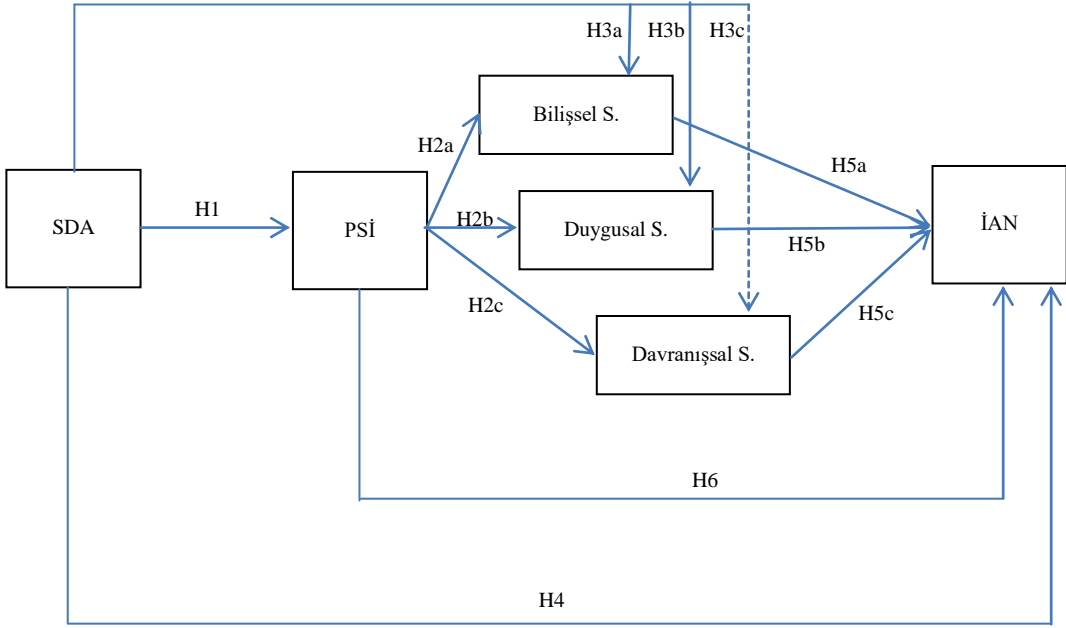 H3a H3b H3c
Bilişsel S.
H2a
H5a
SDA
H1
PSİ
H2b
Duygusal S.
H5b
İAN
H2c
H5c
Davranışsal S.
H6
H4